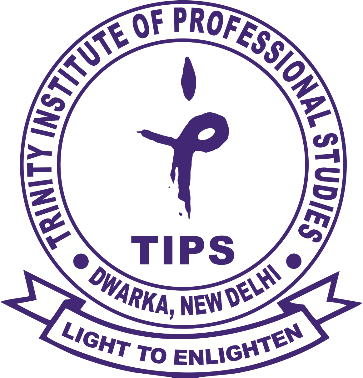 TRINITY INSTITUTE OF PROFESSIONAL STUDIES
TIPS
DWARKA, NEW DELHI
LIGHT TO ENLIGHTEN